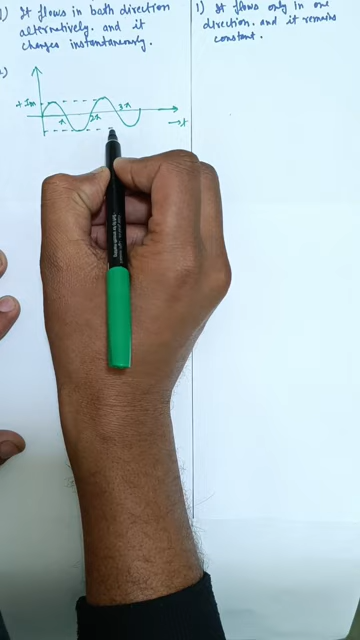 1) It flows in both direction
alternatively. and it
changes instantaneously.
1) It flows only in one
direction. and it remains
constant.
+ Im
π
2π
3π
→ t